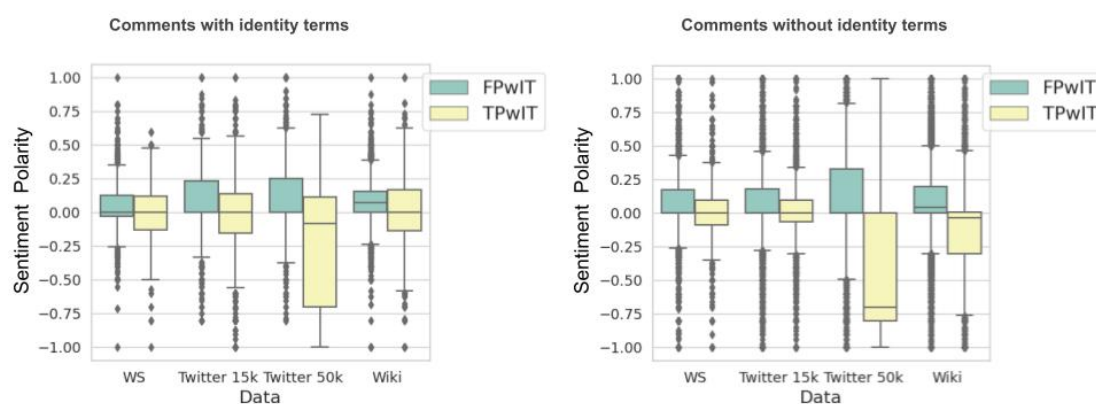 Comments with identity terms
Comments without identity terms
Sentiment Polarity
1.00
0.75
0.50
0.25
0.00
−0.25
−0.50
−0.75
−1.00
FPwIT
TPwIT
WS Twitter 15k Twitter 50k Wiki
Data
Sentiment Polarity
1.00
0.75
0.50
0.25
0.00
−0.25
−0.50
−0.75
−1.00
FPwIT
TPwIT
WS Twitter 15k Twitter 50k Wiki
Data